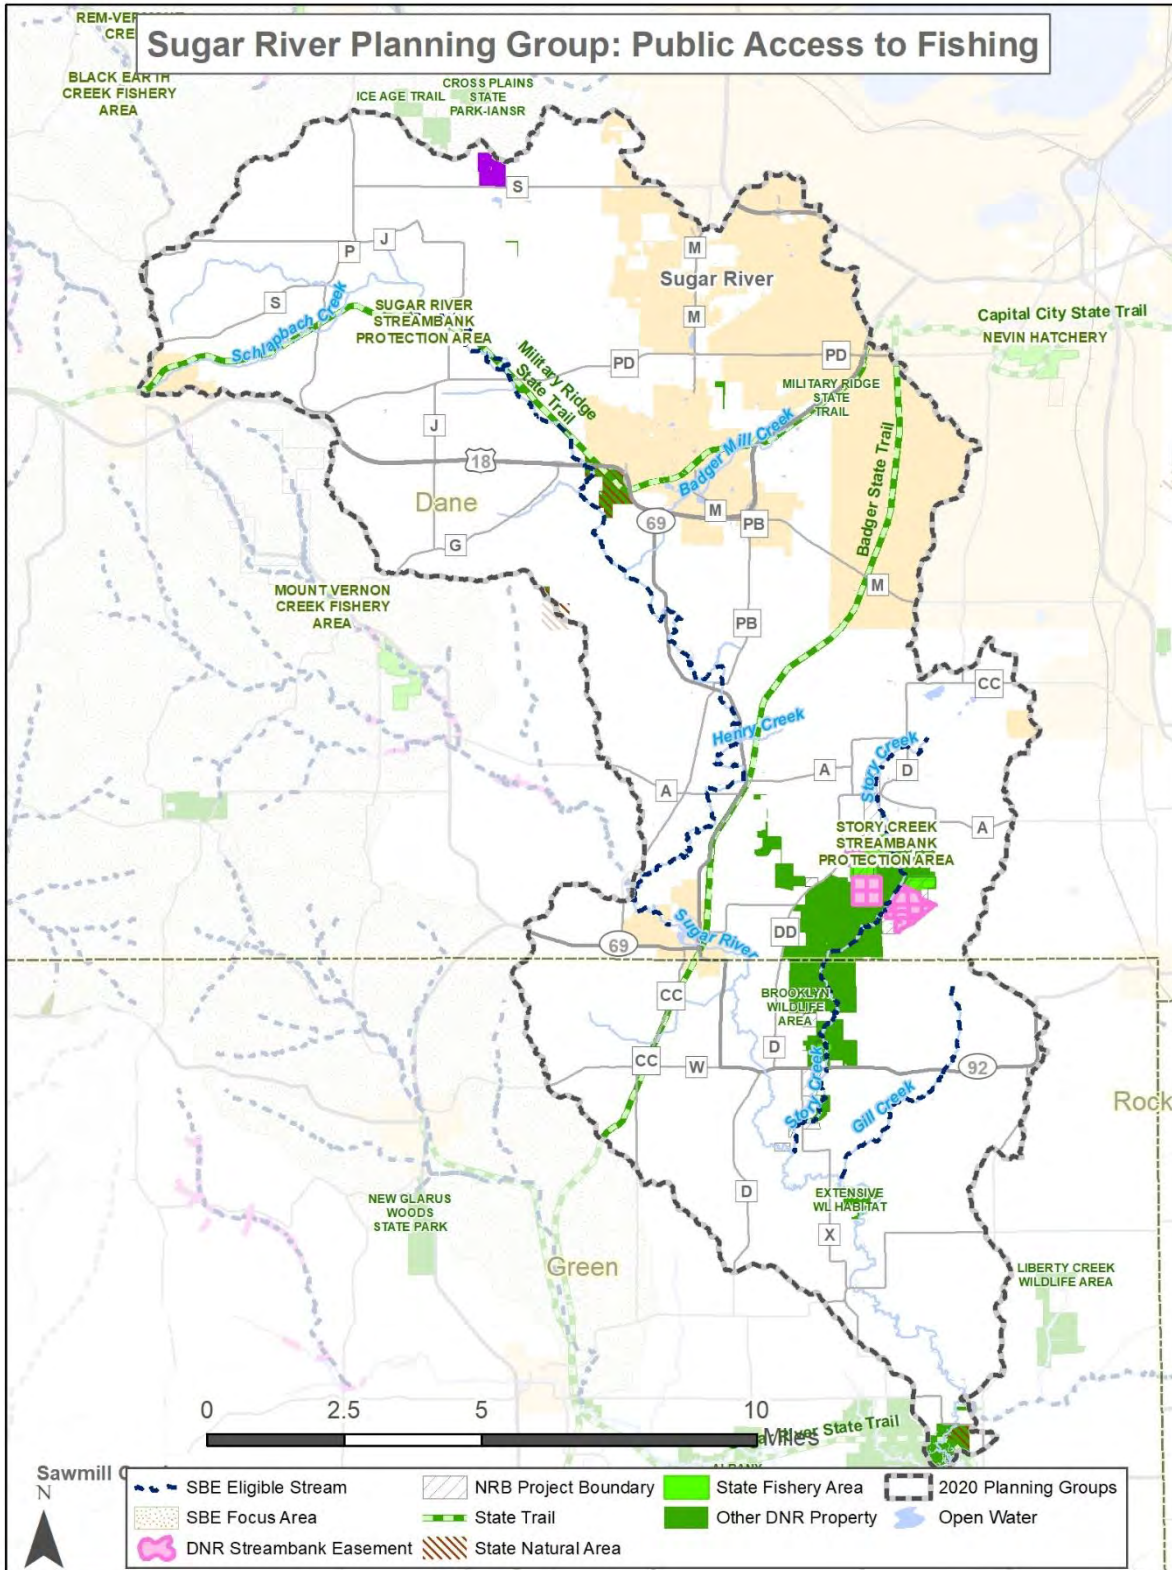 Sugar River Planning Group: Public Access to Fishing
BLACK EARTH
CREEK FISHERY
AREA
ICE AGE TRAIL
CROSS PLAINS
STATE
PARK-IANSR
S
M
J
P
Sugar River
S
SUGAR RIVER
STREAMBANK
PROTECTION AREA
Schlapbach Creek
M
Capital City State Trail
NEVIN HATCHERY
Military Ridge
State Trail
PD
PD
MILITARY RIDGE
STATE
TRAIL
J
Badger Mill Creek
Badger State Trail
18
Dane
69
M
PB
G
M
MOUNT VERNON
CREEK FISHERY
AREA
PB
CC
Henry Creek
Story Creek
D
A
A
A
STORY CREEK
STREAMBANK
PROTECTION AREA
Sugar River
69
DD
CC
BROOKLYN
WILDLIFE
AREA
D
CC
W
92
Story Creek
Gill Creek
Rock
D
NEW GLARUS
WOODS
STATE PARK
EXTENSIVE
WL HABITAT
X
Green
LIBERTY CREEK
WILDLIFE AREA
0 2.5 5 10
Miles
River State Trail
Sawmill
N
SBE Eligible Stream
NRB Project Boundary
State Fishery Area
2020 Planning Groups
SBE Focus Area
State Trail
Other DNR Property
Open Water
DNR Streambank Easement
State Natural Area